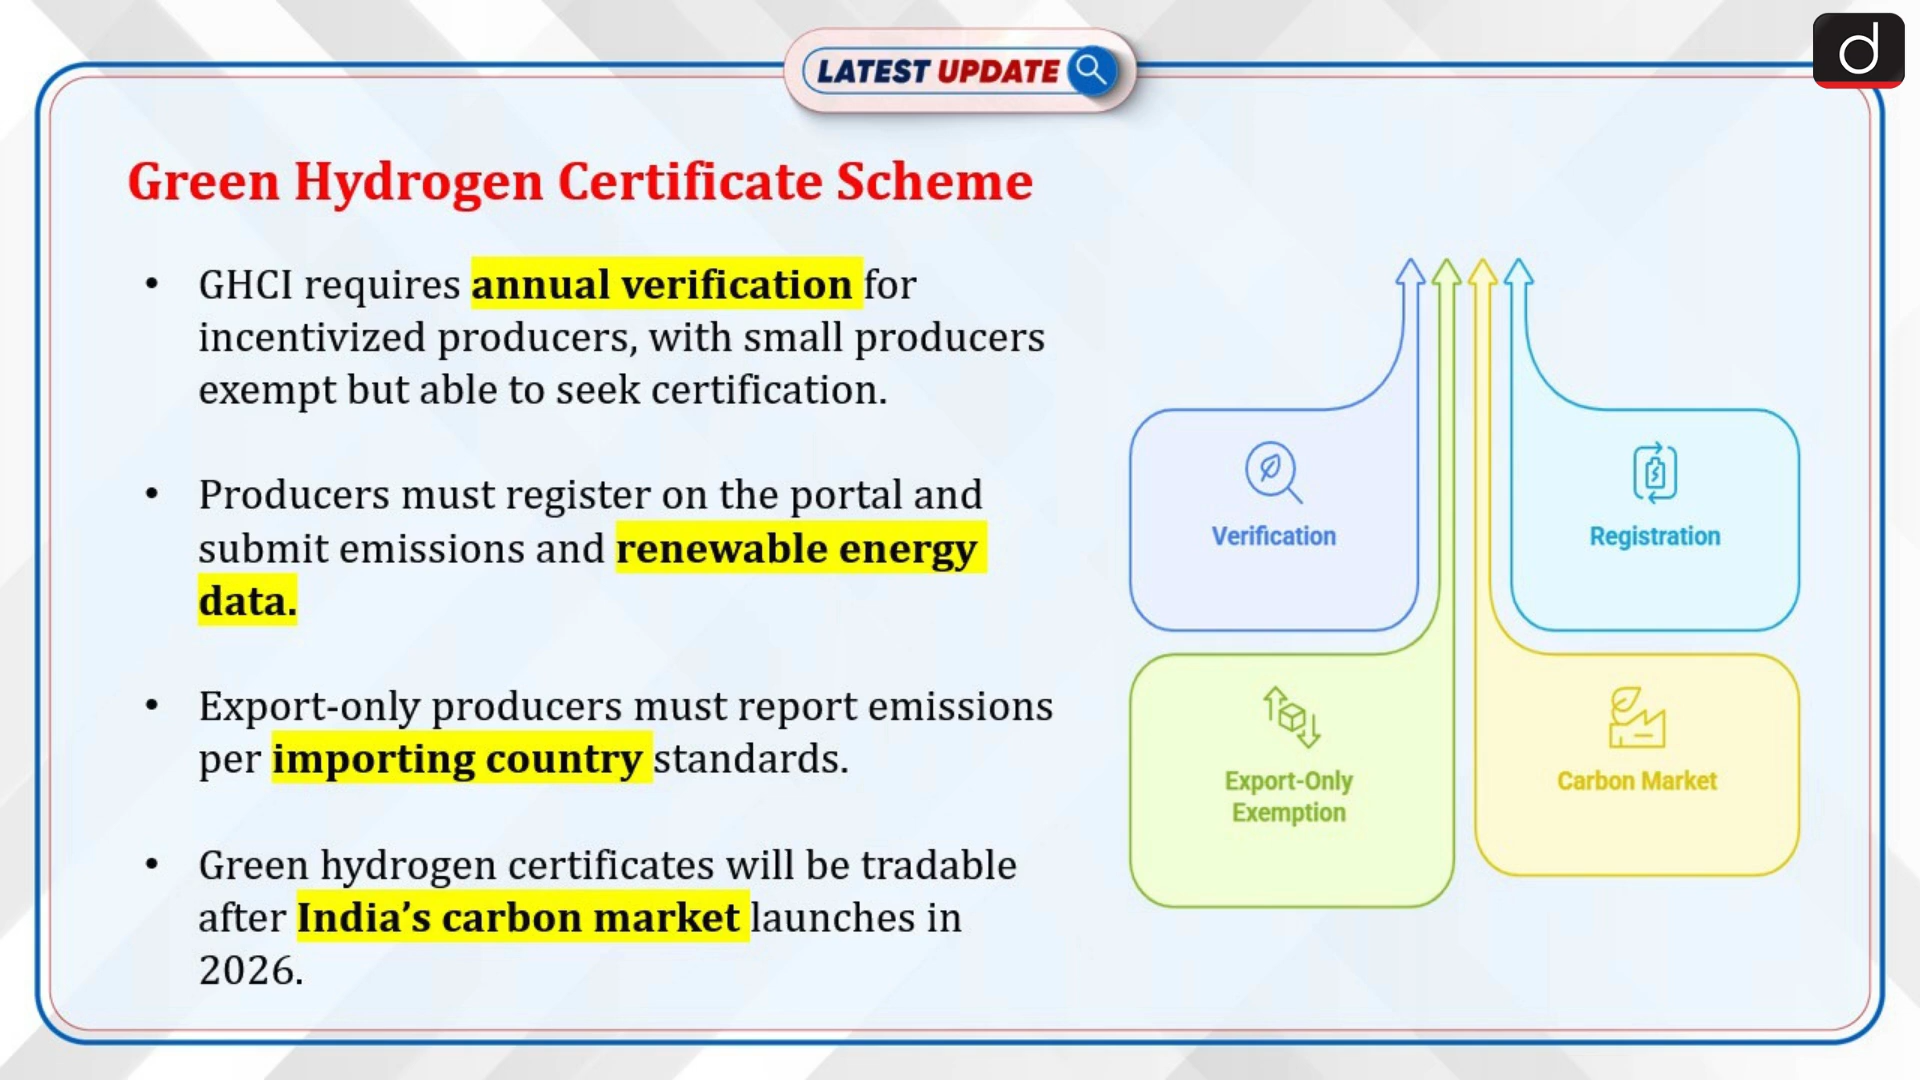 LATEST UPDATE
d
Green Hydrogen Certificate Scheme
• GHCI requires annual verification for
incentivized producers, with small producers
exempt but able to seek certification.
• Producers must register on the portal and
submit emissions and renewable energy
data.
• Export-only producers must report emissions
per importing country standards.
• Green hydrogen certificates will be tradable
after India’s carbon market launches in
2026.
Verification
Registration
Export-Only
Exemption
Carbon Market